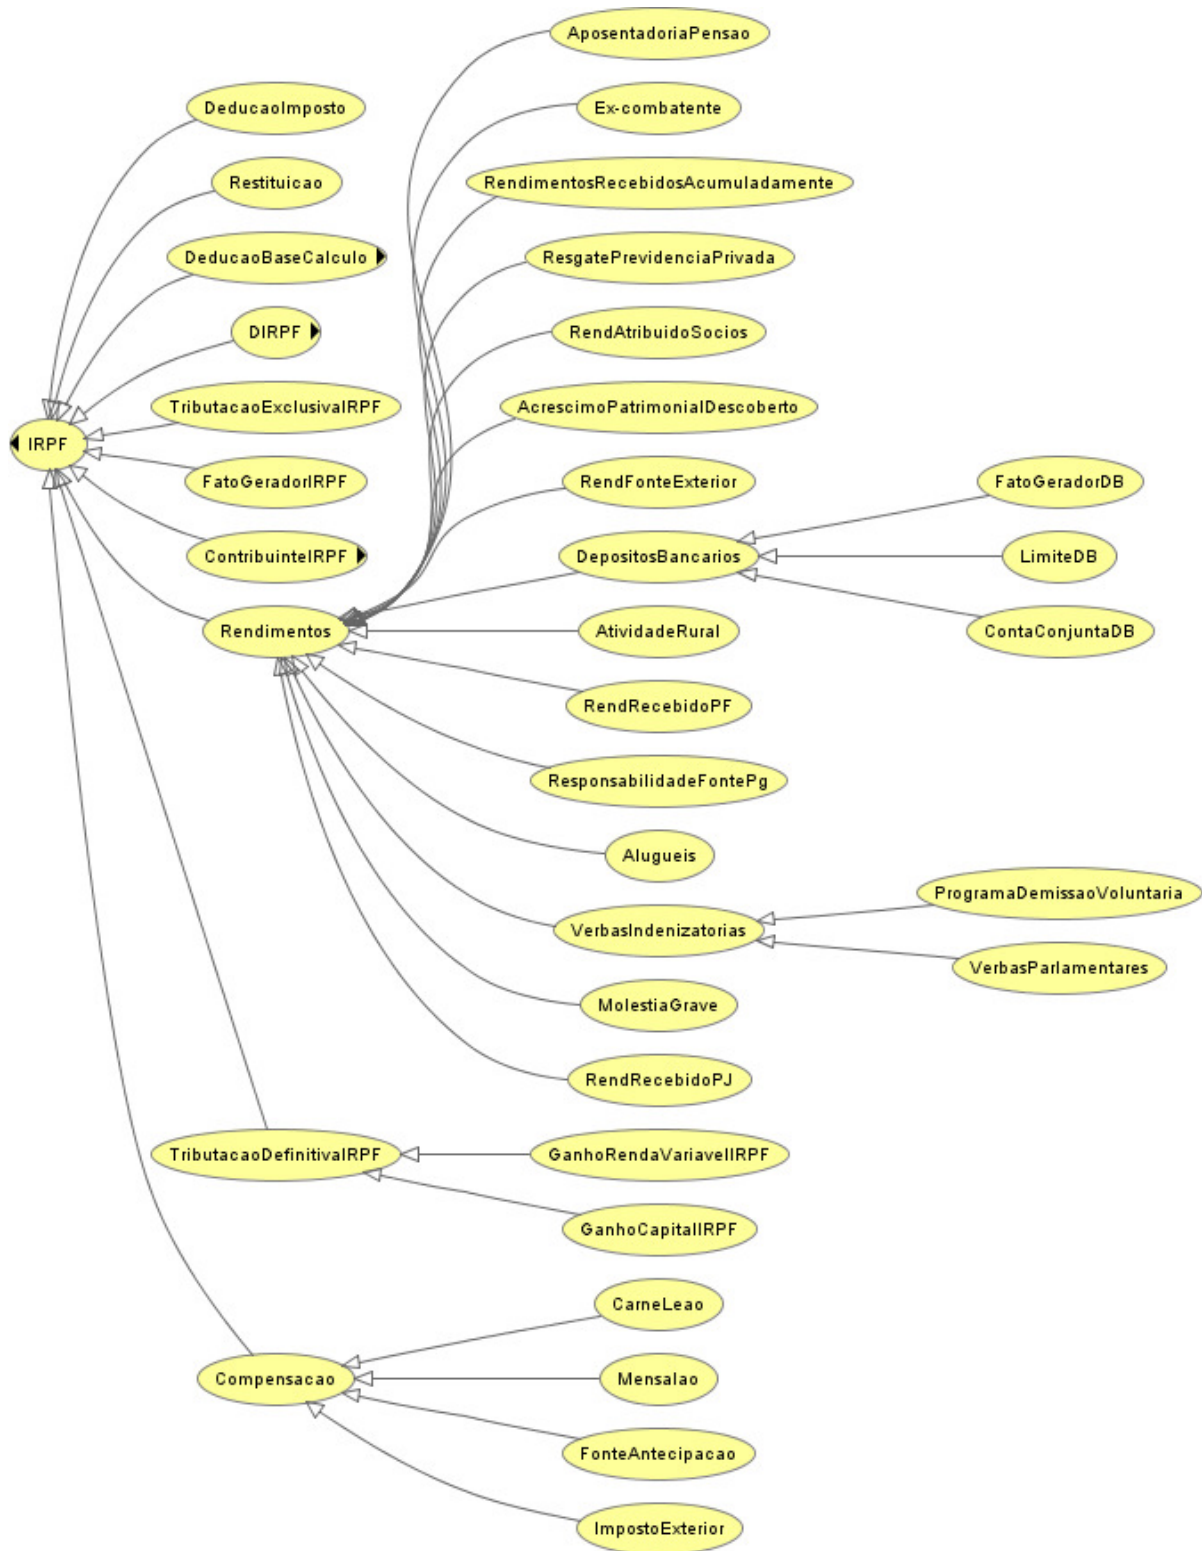 AposentadoriaPensao
DeducaoImposto
Ex-combatente
Restituicao
RendimentosRecebidosAcumuladamente
DeducaoBaseCalculo
ResgatePrevidenciaPrivada
DIRPF
RendAtribuidoSocios
TributacaoExclusivaIRPF
AcrescimoPatrimonialDescoberto
IRPF
FatoGeradorIRPF
RendFonteExterior
FatoGeradorDB
ContribuinteIRPF
DepositosBancarios
LimiteDB
Rendimentos
AtividadeRural
ContaConjuntaDB
RendRecebidoPF
ResponsabilidadeFontePg
Alugueis
ProgramaDemissaoVoluntaria
VerbasIndenizatorias
VerbasParlamentares
MolestiaGrave
RendRecebidoPJ
TributacaoDefinitivaIRPF
GanhoRendaVariavelIRPF
GanhoCapitalIRPF
CarneLeao
Compensacao
Mensalao
FonteAntecipacao
ImpostoExterior